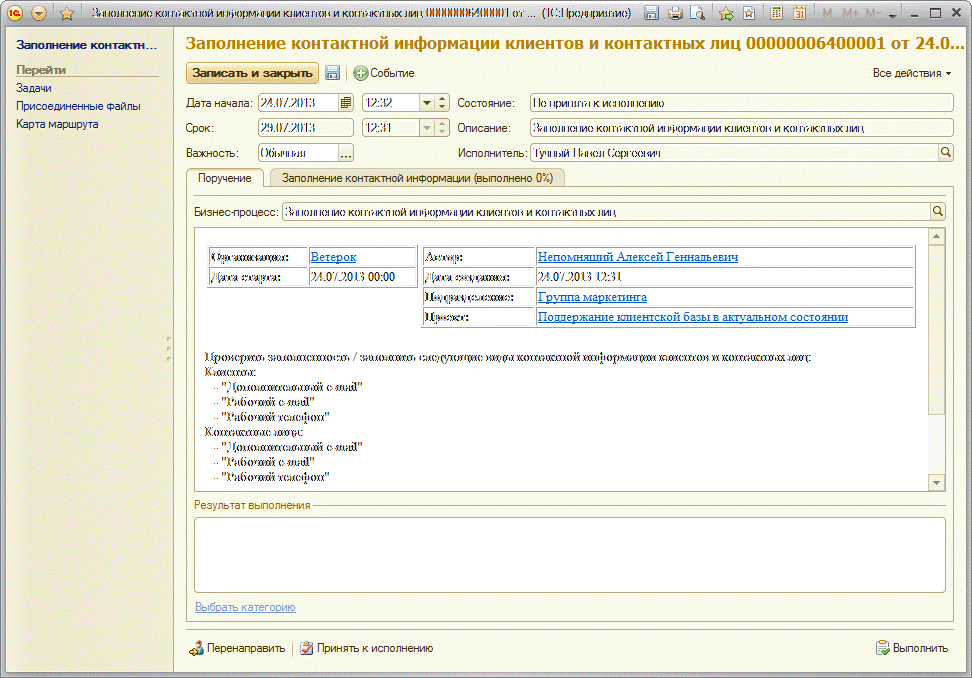 Заполнение контактной информации клиентов и контактных лиц 00000006400001 от ... (1С:Предприятие)
M M+ M-
Заполнение контактн...
Перейти
Задачи
Присоединенные файлы
Карта маршрута
Заполнение контактной информации клиентов и контактных лиц 00000006400001 от 24.0...
Записать и закрыть Событие Все действия
Дата начала: 24.07.2013 12:32 Состояние: Не принята к исполнению
Срок: 29.07.2013 12:31 Описание: Заполнение контактной информации клиентов и контактных лиц
Важность: Обычная ... Исполнитель: Тучный Павел Сергеевич
Поручение Заполнение контактной информации (выполнено 0%)
Бизнес-процесс: Заполнение контактной информации клиентов и контактных лиц
Организация: Ветерок Автор: Непомнящий Алексей Геннадьевич
Дата старта: 24.07.2013 00:00 Дата создания: 24.07.2013 12:31
Подразделение: Группа маркетинга
Проект: Поддержание клиентской базы в актуальном состоянии
Проверить заполненность / заполнить следующие виды контактной информации клиентов и контактных лиц:
Клиенты:
- "Дополнительный e-mail"
- "Рабочий e-mail"
- "Рабочий телефон"
Контактные лица:
- "Дополнительный e-mail"
- "Рабочий e-mail"
- "Рабочий телефон"
Результат выполнения
Выбрать категорию
Перенаправить Принять к исполнению Выполнить